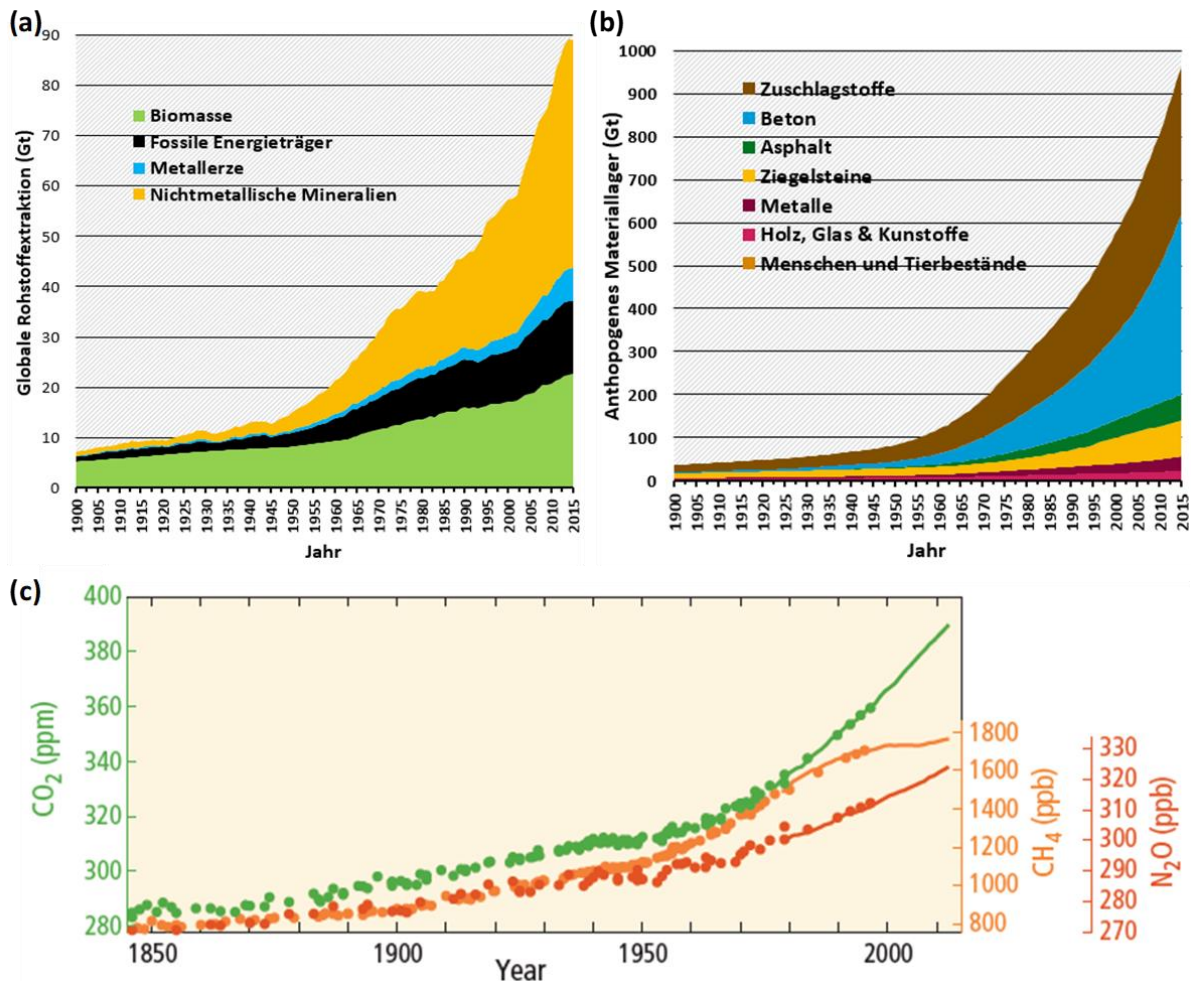 (a)
Globale Rohstoffextraktion (Gt)
90
80
70
60
50
40
30
20
10
0
Biomasse
Fossile Energieträger
Metallerze
Nichtmetallische Mineralien
1900 1905 1910 1915 1920 1925 1930 1935 1940 1945 1950 1955 1960 1965 1970 1975 1980 1985 1990 1995 2000 2005 2010 2015
Jahr
(b)
Anthopogenes Materiallager (Gt)
1000
900
800
700
600
500
400
300
200
100
0
Zuschlagstoffe
Beton
Asphalt
Ziegelsteine
Metalle
Holz, Glas & Kunstoffe
Menschen und Tierbestände
1900 1905 1910 1915 1920 1925 1930 1935 1940 1945 1950 1955 1960 1965 1970 1975 1980 1985 1990 1995 2000 2005 2010 2015
Jahr
(c)
CO2 (ppm)
400
380
360
340
320
300
280
1800
1600
1400
1200
1000
800
CH4 (ppb)
330
320
310
300
290
280
270
N2O (ppb)
1850 1900 1950 2000
Year